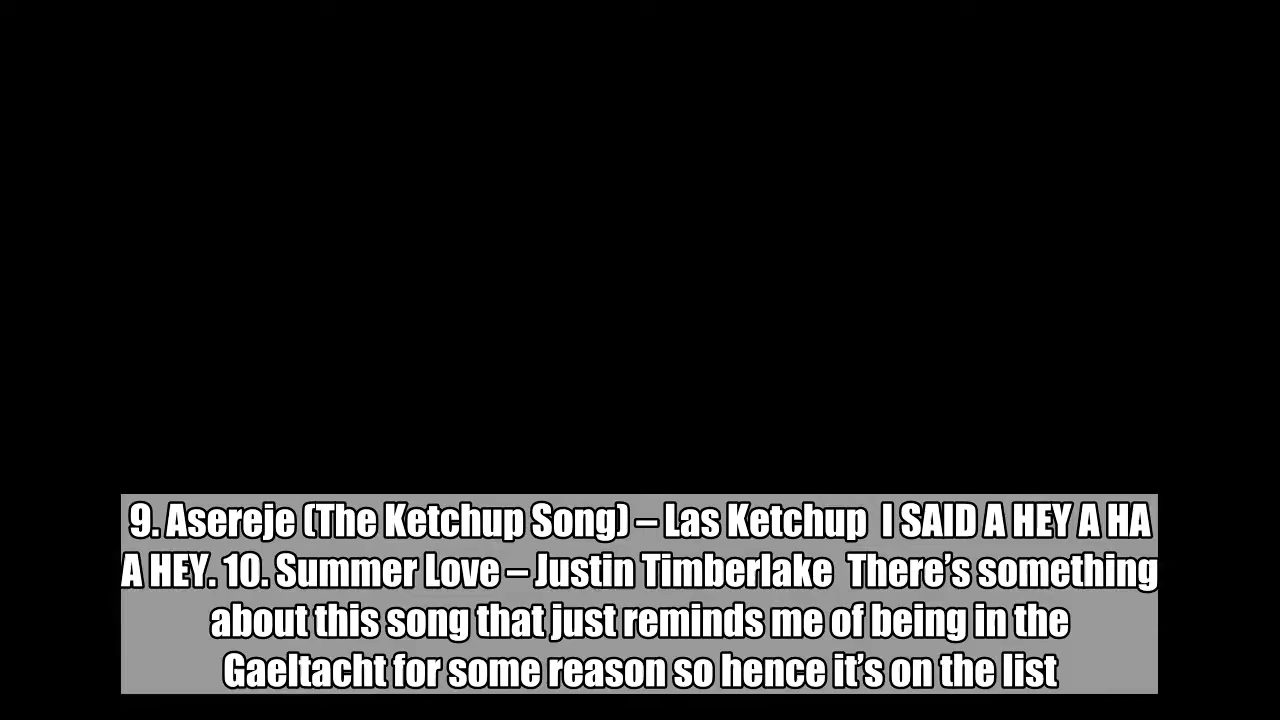 9. Asereje (The Ketchup Song) – Las Ketchup  I SAID A HEY A HA
A HEY. 10. Summer Love – Justin Timberlake  There’s something
about this song that just reminds me of being in the
Gaeltacht for some reason so hence it’s on the list